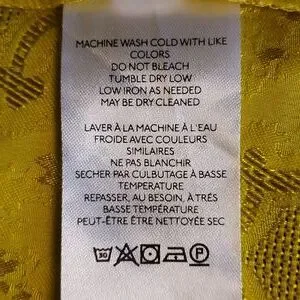 MACHINE WASH COLD WITH LIKE
COLORS
DO NOT BLEACH
TUMBLE DRY LOW
LOW IRON AS NEEDED
MAY BE DRY CLEANED
LAVER À LA MACHINE À L'EAU
FROIDE AVEC COULEURS
SIMILAIRES
NE PAS BLANCHIR
SECHER PAR CULBUTAGE À BASSE
TEMPÉRATURE
REPASSER, AU BESOIN, À TRÈS
BASSE TEMPÉRATURE
PEUT-ÊTRE ÊTRE NETTOYÉE SEC
30 P